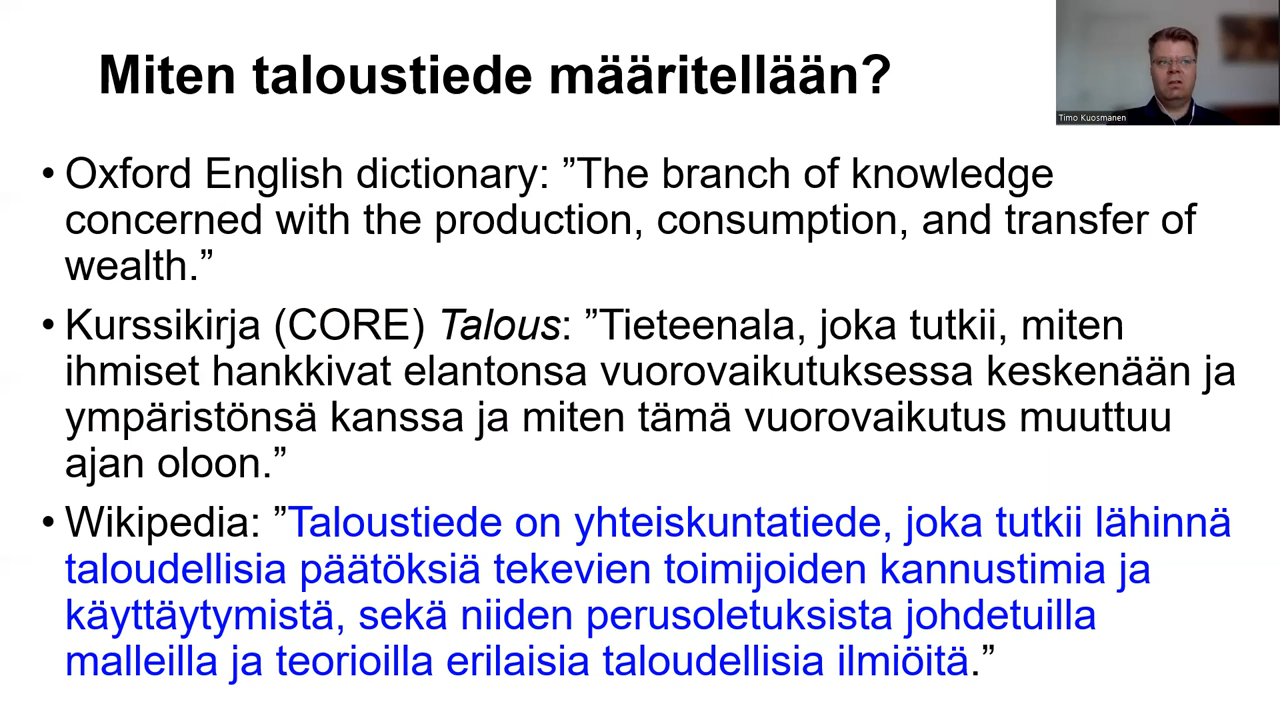 Miten taloustiede määritellään?
Timo Kuosmanen
• Oxford English dictionary: ”The branch of knowledge
concerned with the production, consumption, and transfer of
wealth.”
• Kurssikirja (CORE) Talous: ”Tieteenala, joka tutkii, miten
ihmiset hankkivat elantonsa vuorovaikutuksessa keskenään ja
ympäristönsä kanssa ja miten tämä vuorovaikutus muuttuu
ajan oloon.”
• Wikipedia: ”Taloustiede on yhteiskuntatiede, joka tutkii lähinnä
taloudellisia päätöksiä tekevien toimijoiden kannustimia ja
käyttäytymistä, sekä niiden perusoletuksista johdetuilla
malleilla ja teorioilla erilaisia taloudellisia ilmiöitä.”